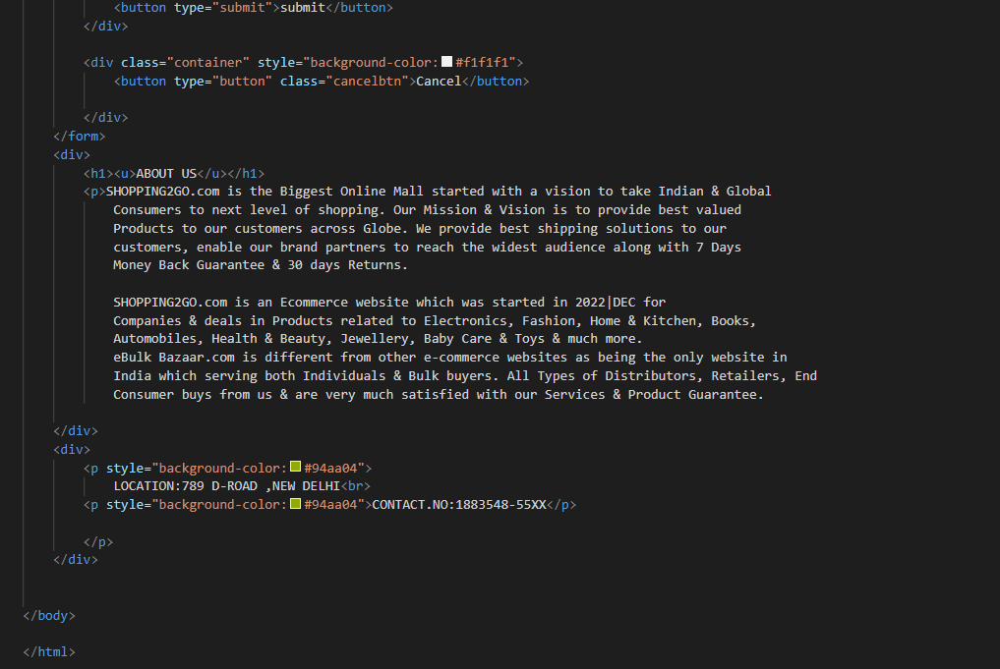 <button type="submit">submit</button>
</div>
<div class="container" style="background-color:#f1f1f1">
<button type="button" class="cancelbtn">Cancel</button>
</div>
</form>
<div>
<h1><u>ABOUT US</u></h1>
<p>SHOPPING2GO.com is the Biggest Online Mall started with a vision to take Indian & Global
Consumers to next level of shopping. Our Mission & Vision is to provide best valued
Products to our customers across Globe. We provide best shipping solutions to our
customers, enable our brand partners to reach the widest audience along with 7 Days
Money Back Guarantee & 30 days Returns.
SHOPPING2GO.com is an Ecommerce website which was started in 2022|DEC for
Companies & deals in Products related to Electronics, Fashion, Home & Kitchen, Books,
Automobiles, Health & Beauty, Jewellery, Baby Care & Toys & much more.
eBulk Bazaar.com is different from other e-commerce websites as being the only website in
India which serving both Individuals & Bulk buyers. All Types of Distributors, Retailers, End
Consumer buys from us & are very much satisfied with our Services & Product Guarantee.
</div>
<div>
<p style="background-color:#94aa04">
LOCATION:789 D-ROAD ,NEW DELHI<br>
<p style="background-color:#94aa04">CONTACT.NO:1883548-55XX</p>
</p>
</div>
</body>
</html>